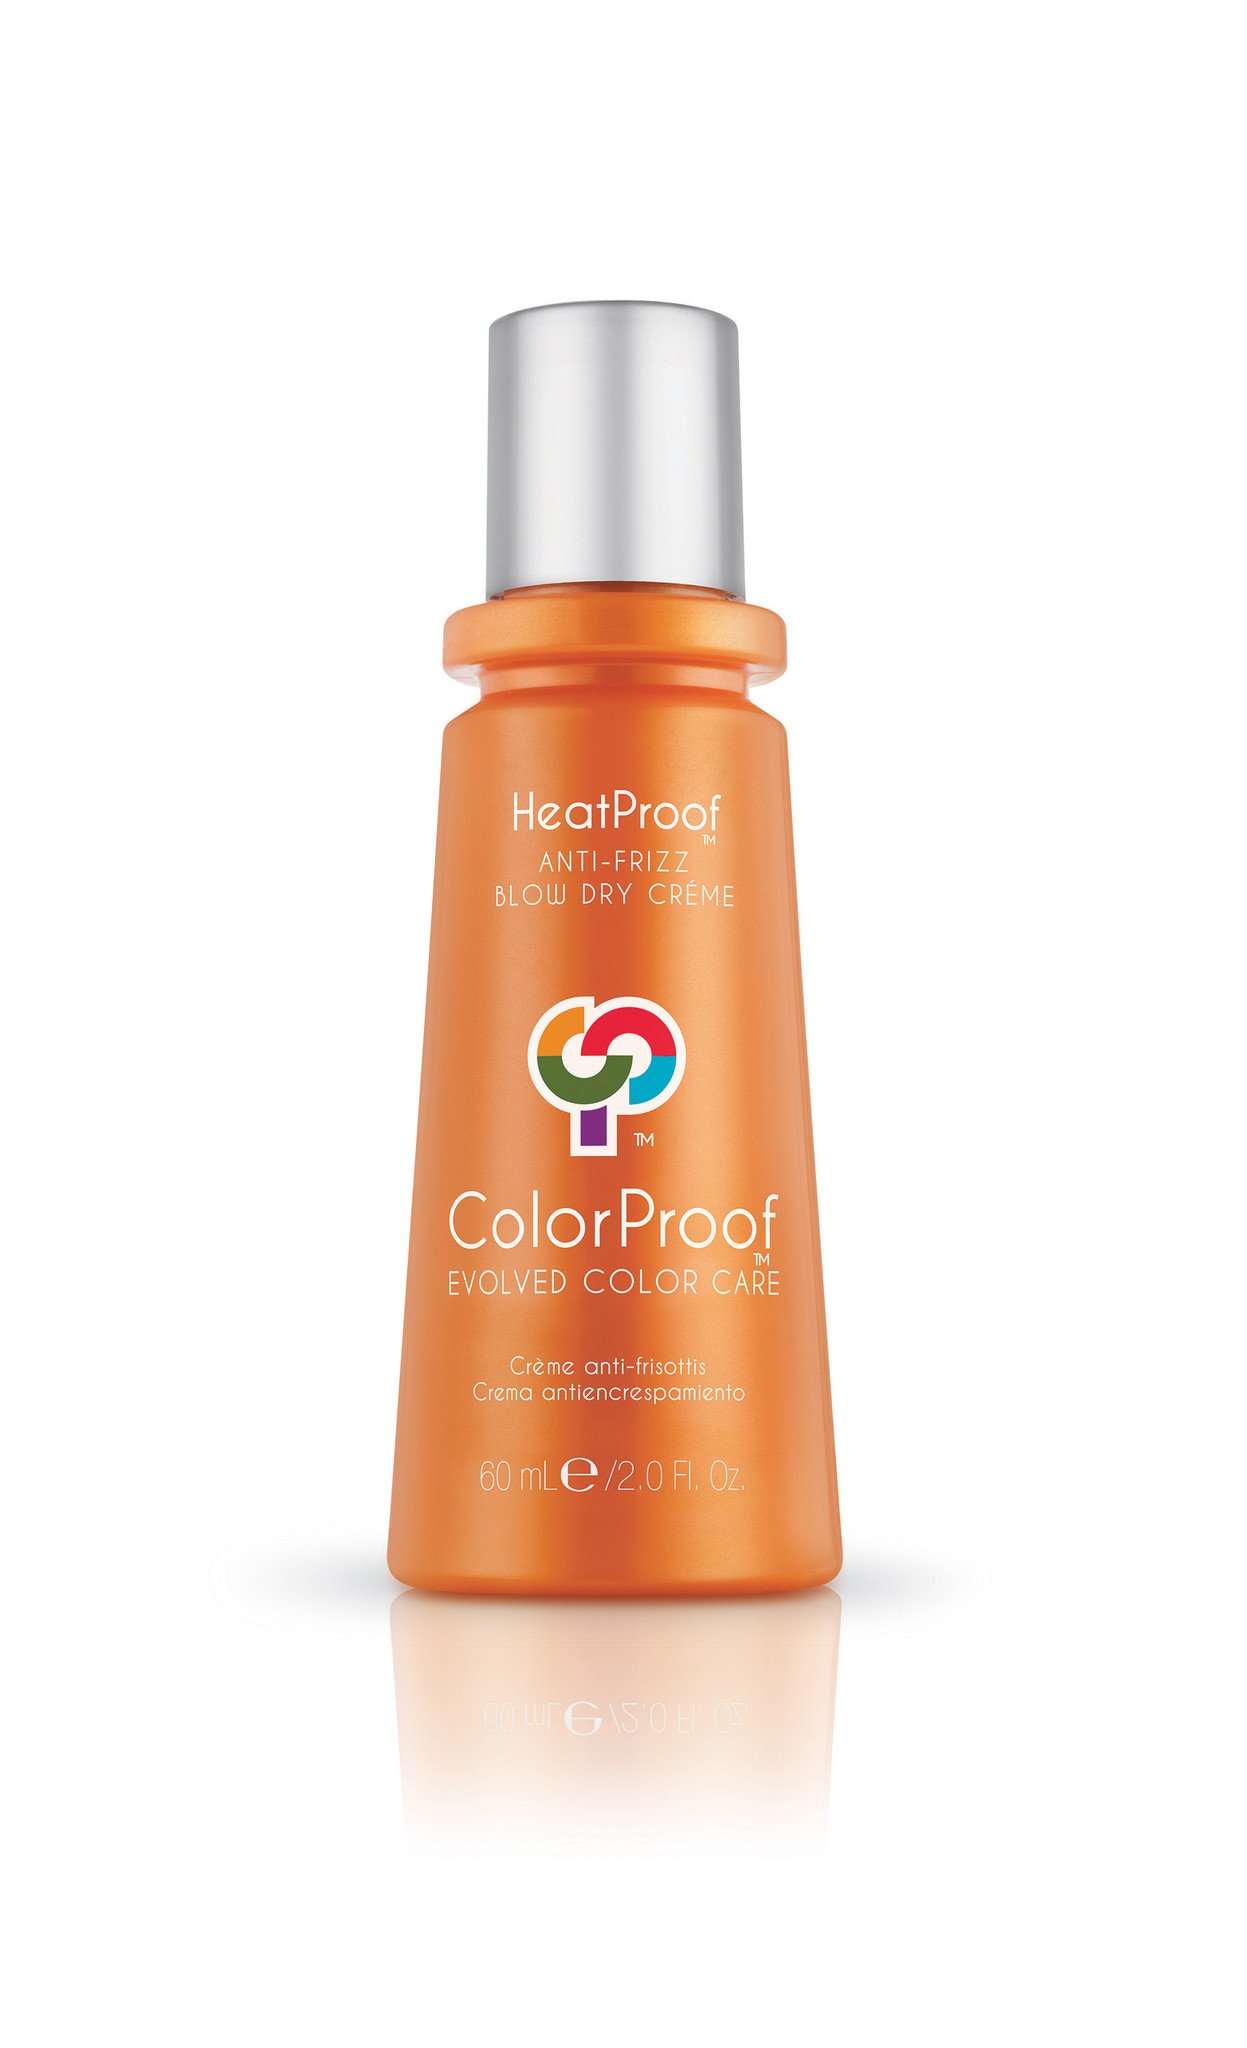 HeatProof™
ANTI-FRIZZ
BLOW DRY CRÉME
™
ColorProof™
EVOLVED COLOR CARE
Crème anti-frisottis
Crema antiencrespamiento
60 mL℮/2.0 Fl. Oz.